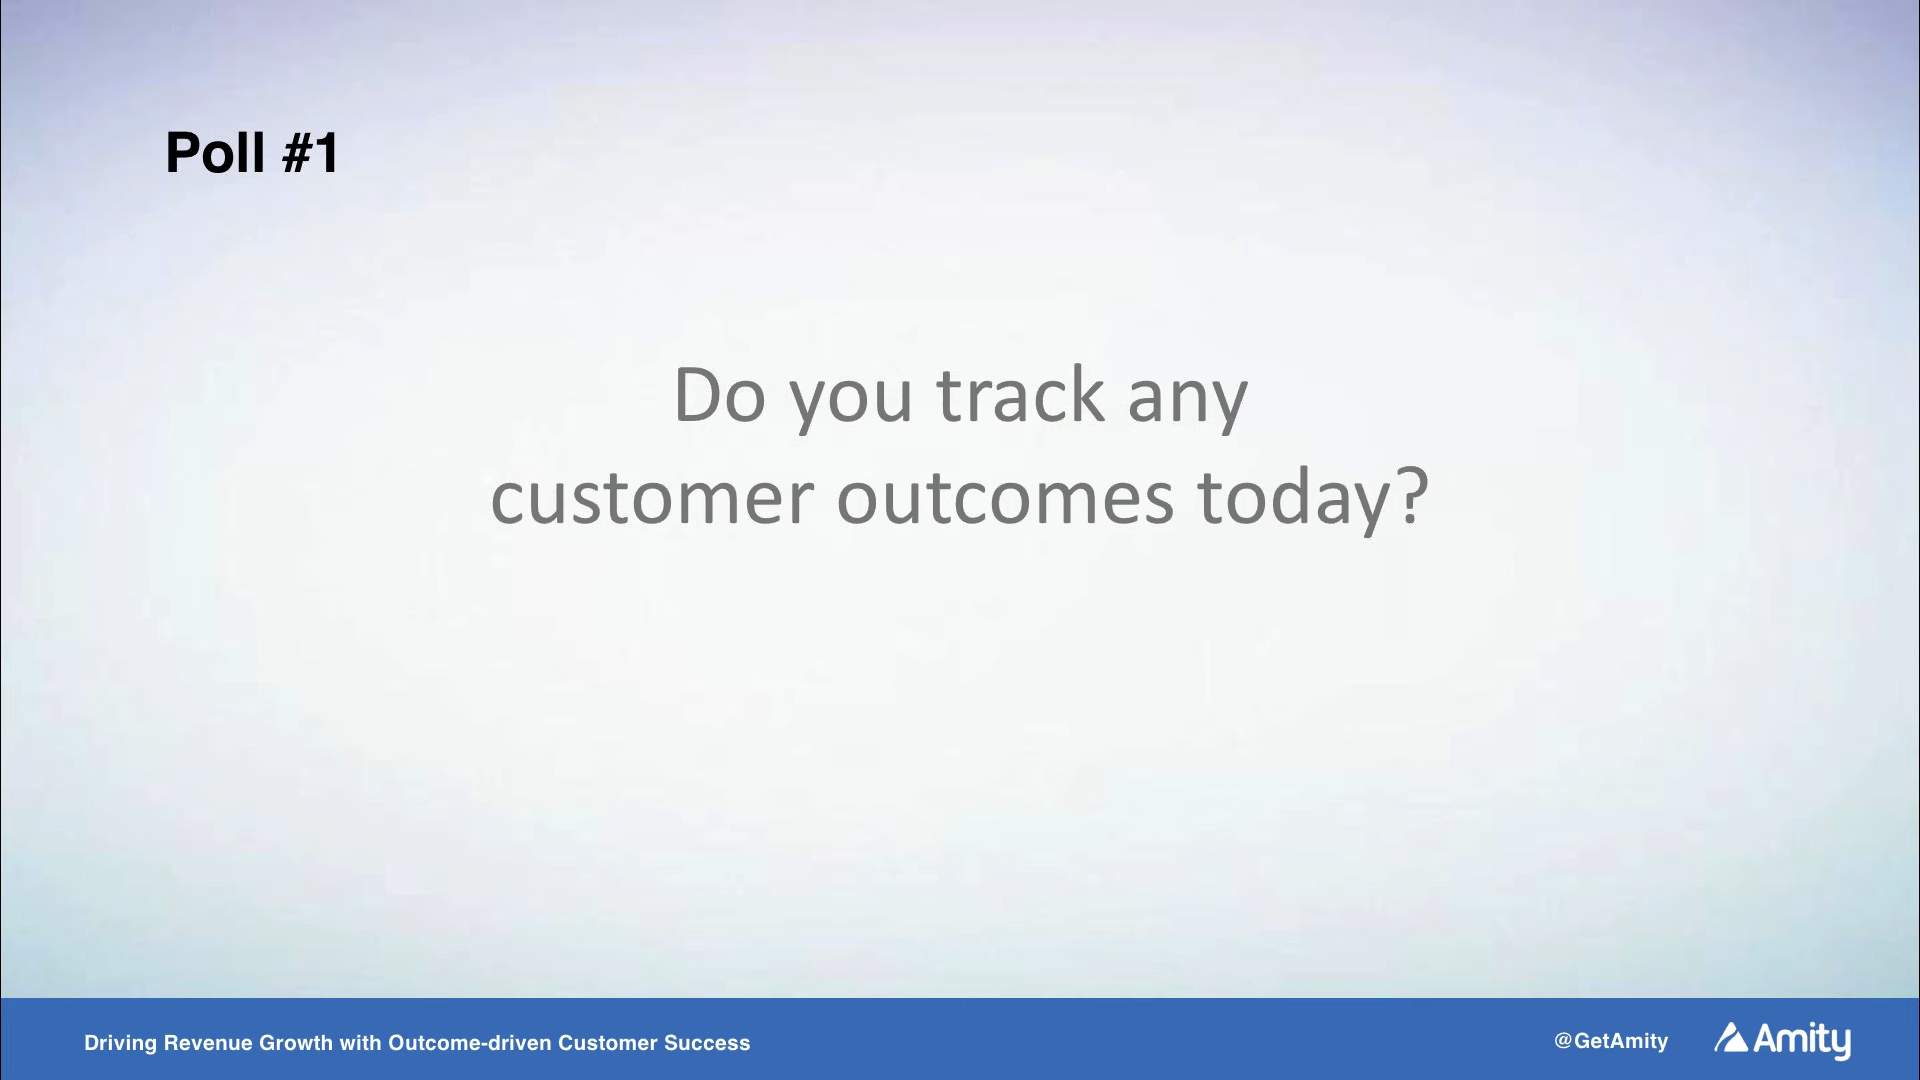 Poll #1
Do you track any
customer outcomes today?
Driving Revenue Growth with Outcome-driven Customer Success
@GetAmity
Amity